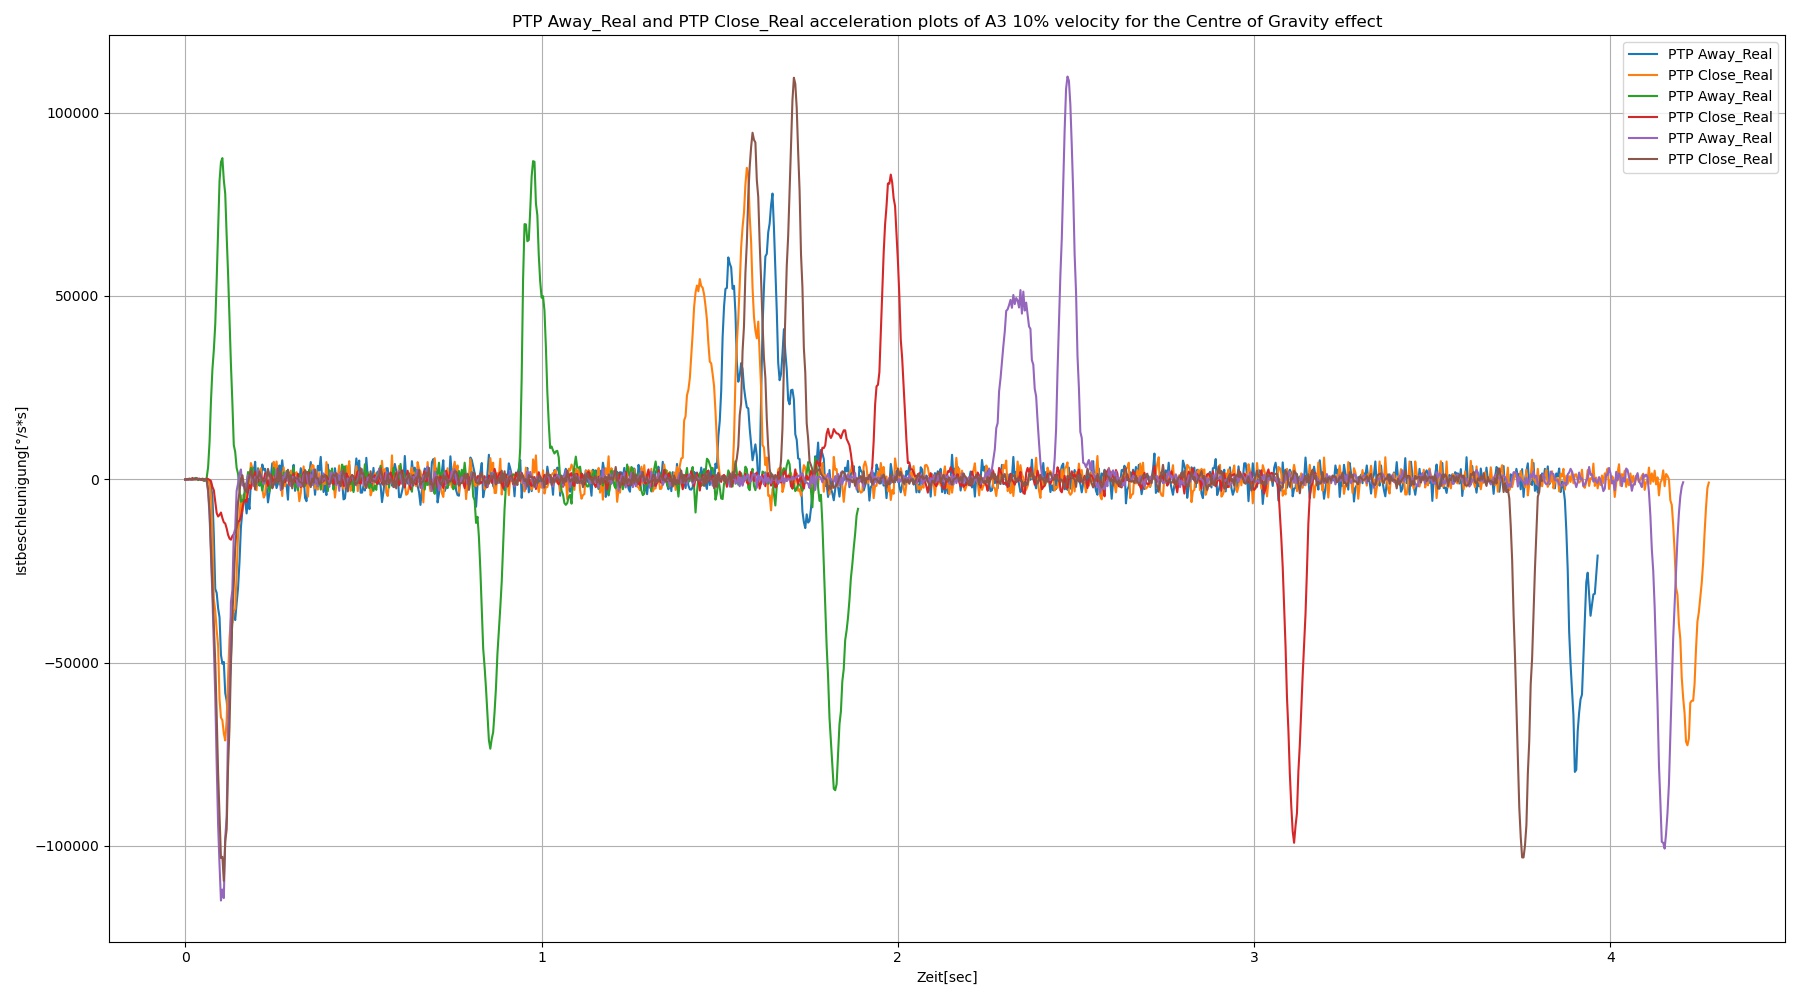 PTP Away_Real and PTP Close_Real acceleration plots of A3 10% velocity for the Centre of Gravity effect
PTP Away_Real
PTP Close_Real
PTP Away_Real
PTP Close_Real
PTP Away_Real
PTP Close_Real
Istbeschleunigung[°/s*s]
100000
50000
0
−50000
−100000
0 1 2 3 4
Zeit[sec]